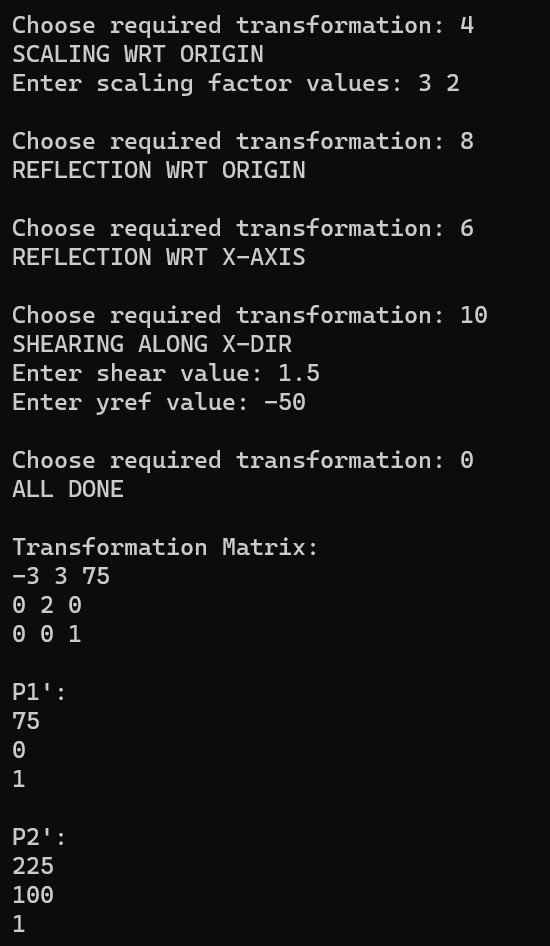 Choose required transformation: 4
SCALING WRT ORIGIN
Enter scaling factor values: 3 2
Choose required transformation: 8
REFLECTION WRT ORIGIN
Choose required transformation: 6
REFLECTION WRT X-AXIS
Choose required transformation: 10
SHEARING ALONG X-DIR
Enter shear value: 1.5
Enter yref value: -50
Choose required transformation: 0
ALL DONE
Transformation Matrix:
-3 3 75
0 2 0
0 0 1
P1':
75
0
1
P2':
225
100
1